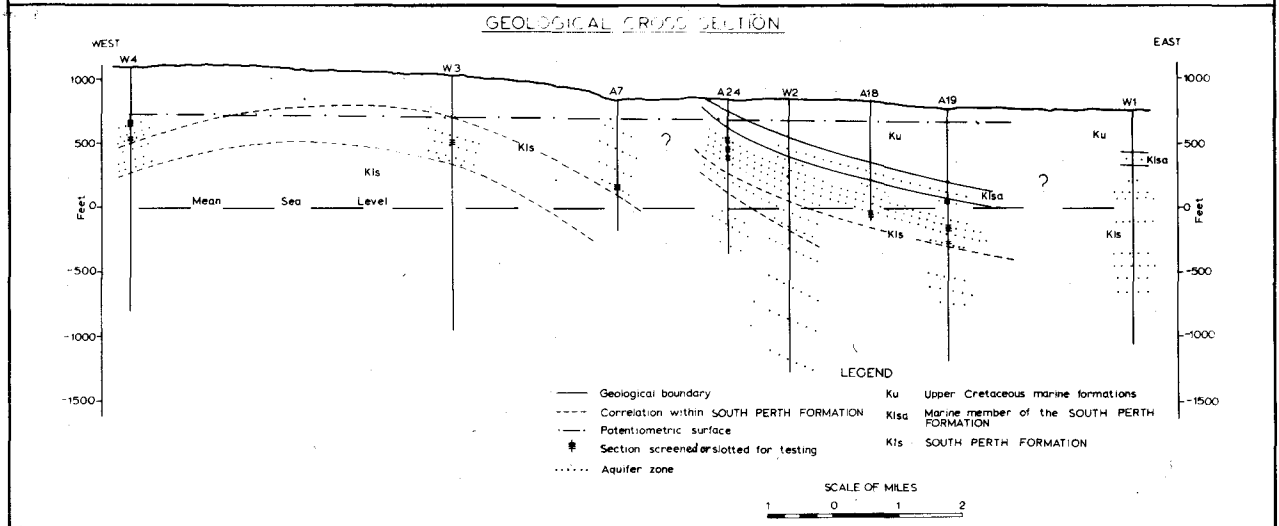 GEOLOGICAL CROSS SECTION
WEST
EAST
W4
W3
A7
A24
W2
A18
A19
W1
1000
500
Feet
0
-500
-1000
-1500
1000
500
0
-500
-1000
-1500
Feet
Kls
Kls
Mean Sea Level
?
Ku
Kls
Klsa
?
Ku
Klsa
Kls
LEGEND
Geological boundary
Correlation within SOUTH PERTH FORMATION
Potentiometric surface
Section screened or slotted for testing
Aquifer zone
Ku Upper Cretaceous marine formations
Klsa Marine member of the SOUTH PERTH
FORMATION
Kls SOUTH PERTH FORMATION
SCALE OF MILES
1 0 1 2